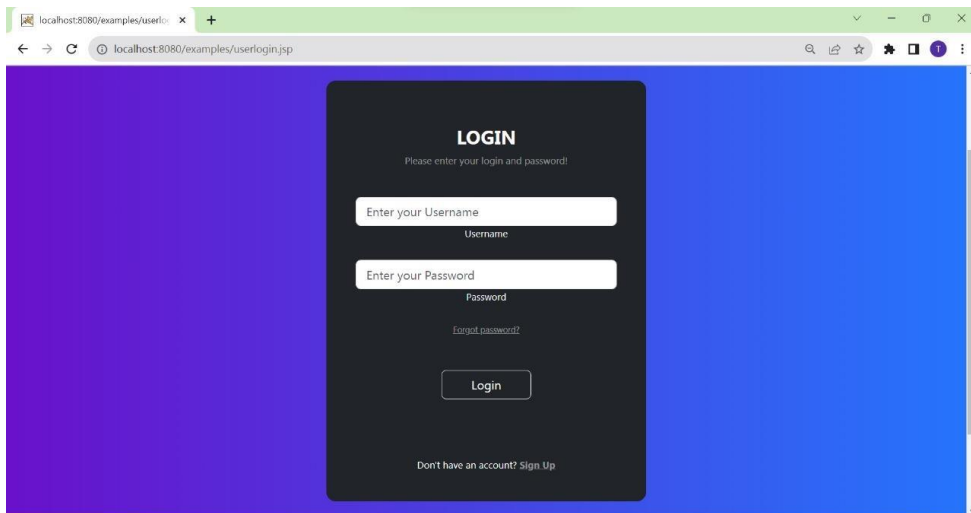 localhost:8080/examples/userlo
localhost:8080/examples/userlogin.jsp
T
LOGIN
Please enter your login and password!
Enter your Username
Username
Enter your Password
Password
Forgot password?
Login
Don't have an account? Sign Up